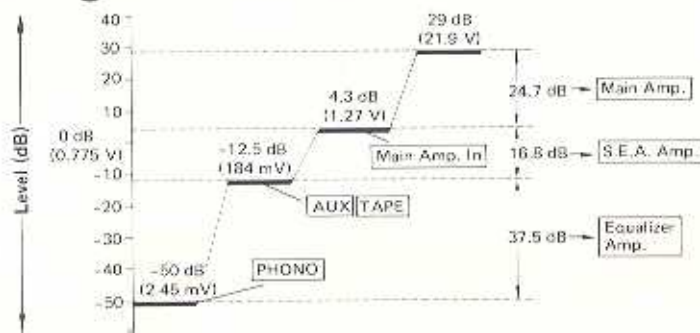 40
30
20
10
0 dB
(0.775 V)
-10
-20
-30
-40
-50
Level (dB)
29 dB
(21.9 V)
4.3 dB
(1.27 V)
Main Amp. In
-12.5 dB
(184 mV)
AUX TAPE
-50 dB
(2.45 mV)
PHONO
24.7 dB
Main Amp.
16.8 dB
S.E.A. Amp.
37.5 dB
Equalizer
Amp.